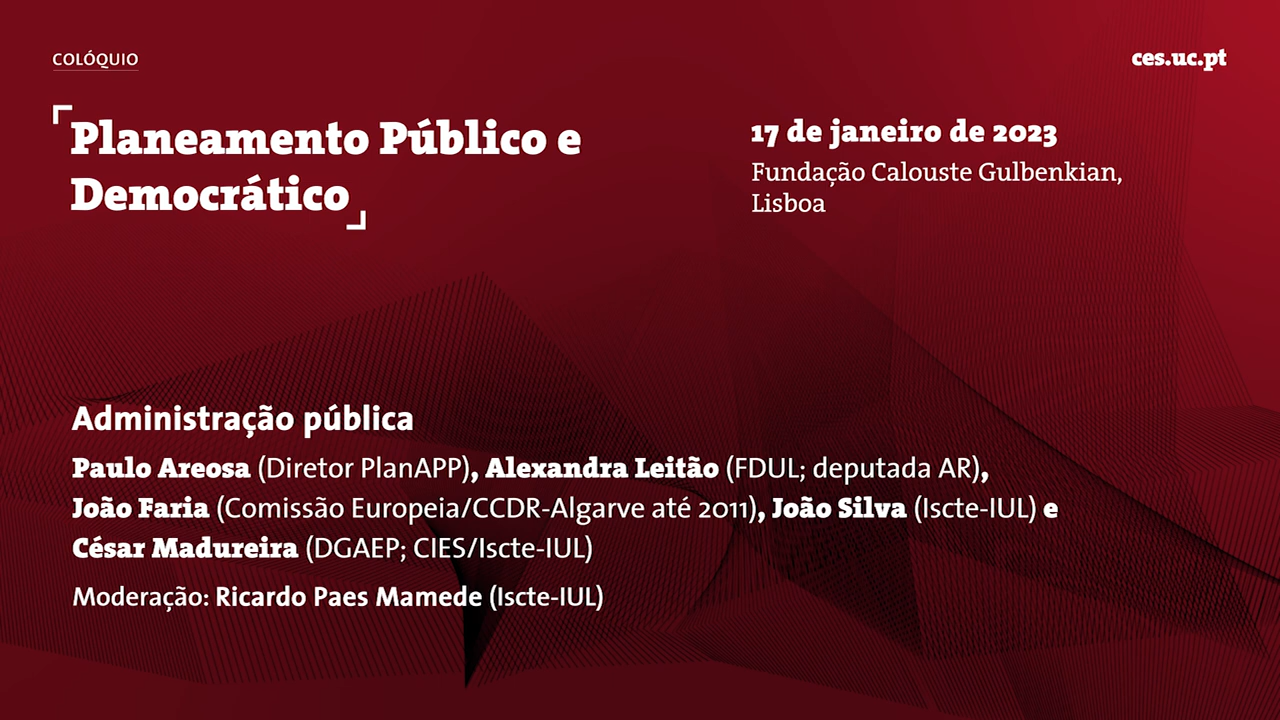 COLÓQUIO
ces.uc.pt
Planeamento Público e
Democrático
17 de janeiro de 2023
Fundação Calouste Gulbenkian,
Lisboa
Administração pública
Paulo Areosa (Diretor PlanAPP), Alexandra Leitão (FDUL; deputada AR),
João Faria (Comissão Europeia/CCDR-Algarve até 2011), João Silva (Iscte-IUL) e
César Madureira (DGAEP; CIES/Iscte-IUL)
Moderação: Ricardo Paes Mamede (Iscte-IUL)